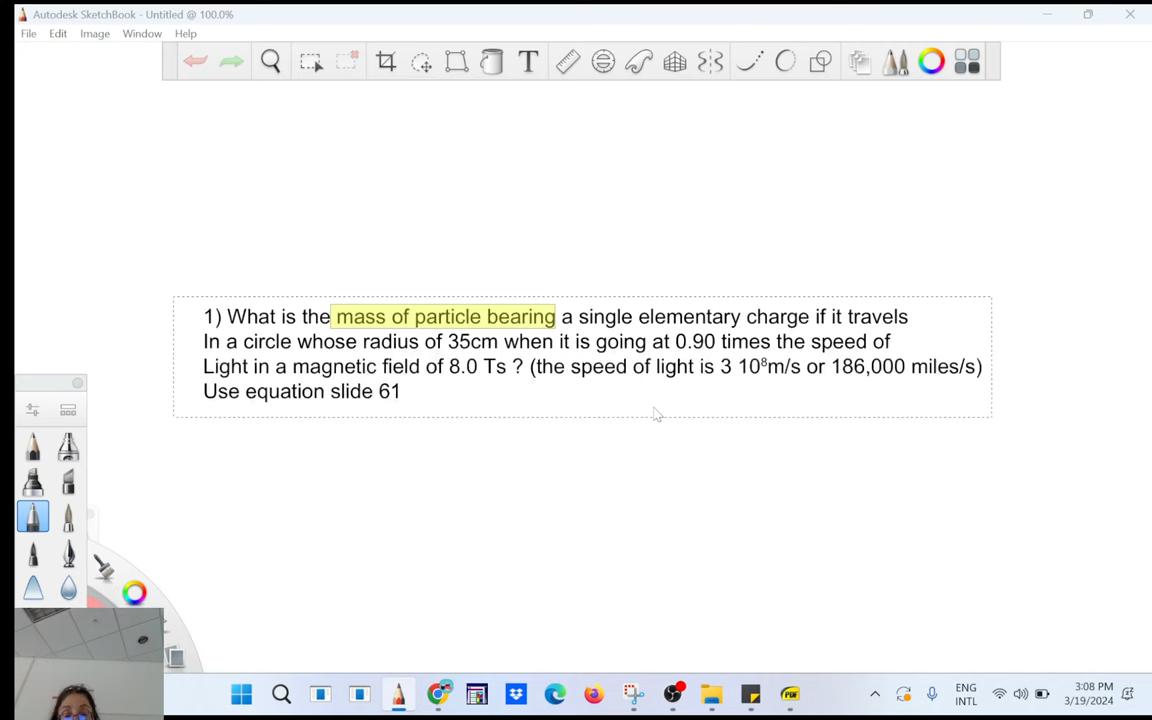 Autodesk SketchBook - Untitled @ 100.0%
File Edit Image Window Help
T
1) What is the mass of particle bearing a single elementary charge if it travels
In a circle whose radius of 35cm when it is going at 0.90 times the speed of
Light in a magnetic field of 8.0 Ts ? (the speed of light is 3 10⁸m/s or 186,000 miles/s)
Use equation slide 61
PDF
ENG
INTL
3:08 PM
3/19/2024